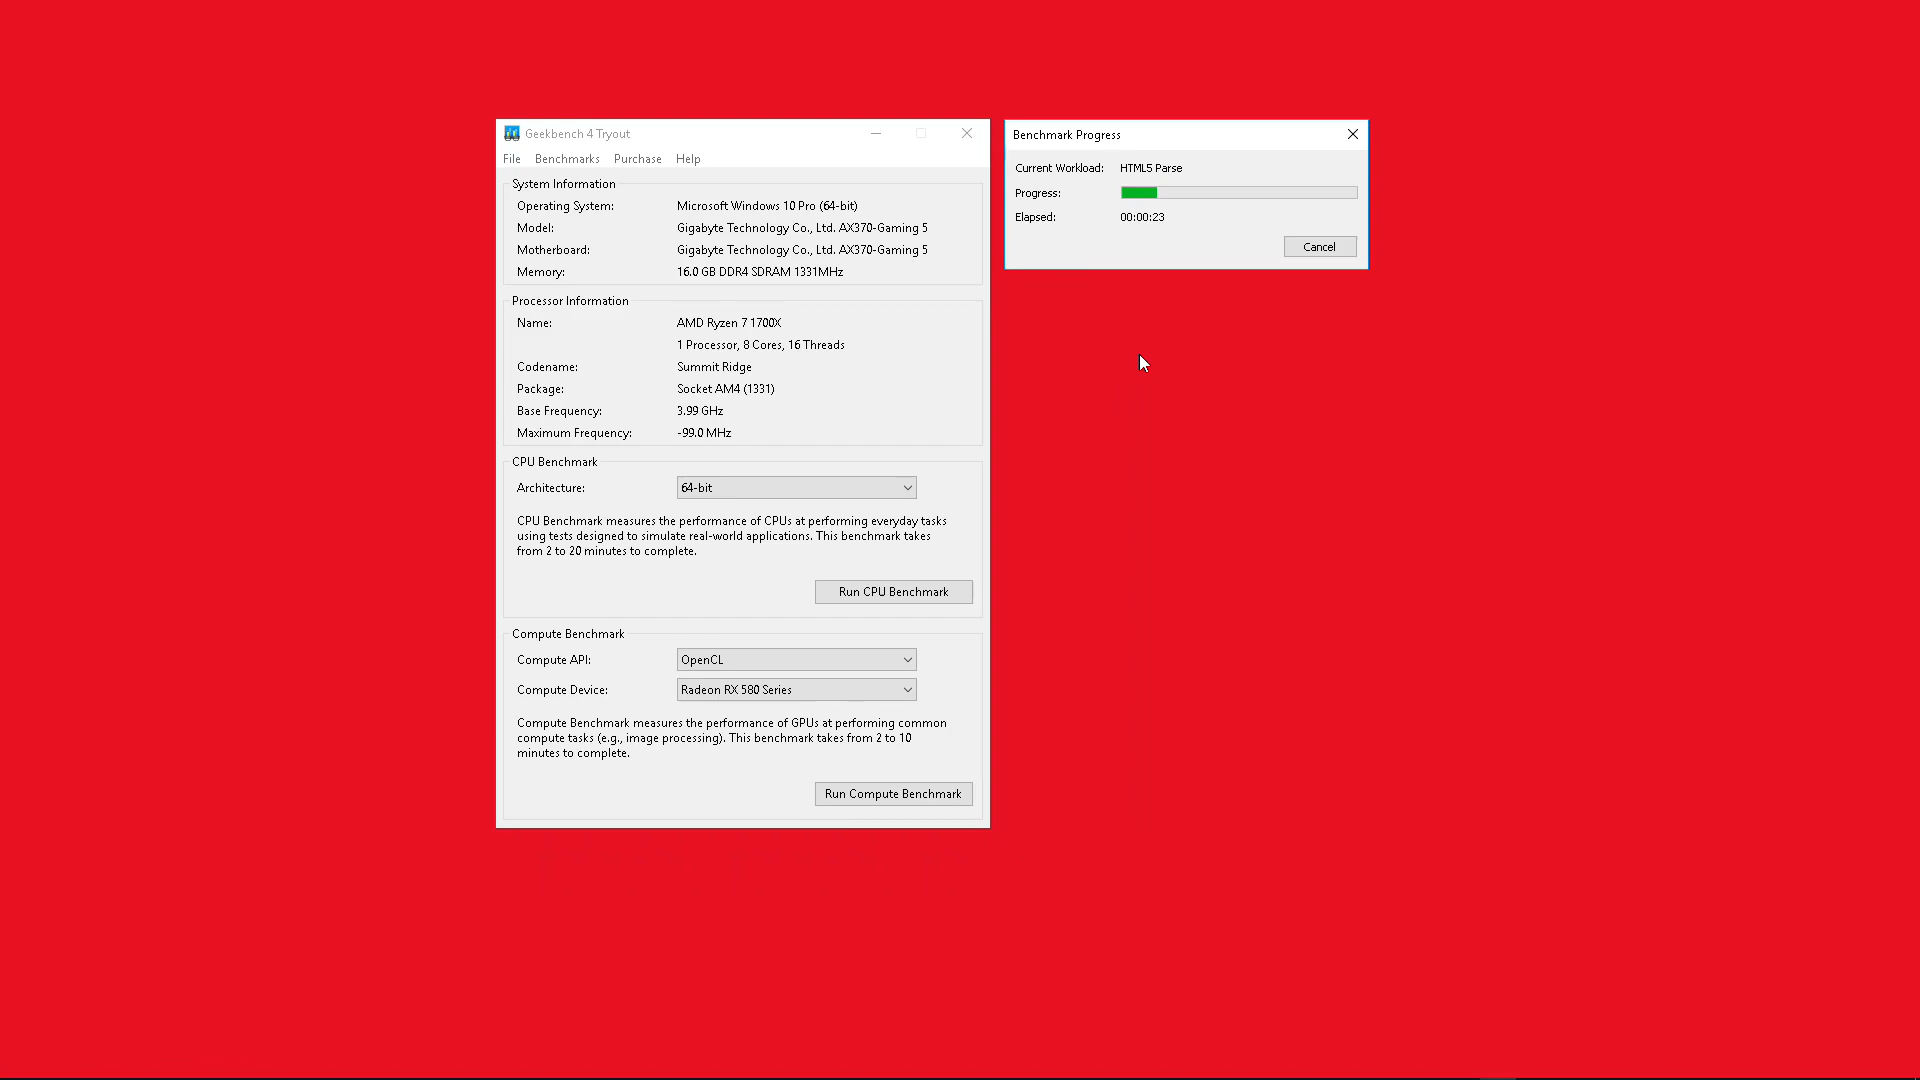 Geekbench 4 Tryout
File Benchmarks Purchase Help
System Information
Operating System: Microsoft Windows 10 Pro (64-bit)
Model: Gigabyte Technology Co., Ltd. AX370-Gaming 5
Motherboard: Gigabyte Technology Co., Ltd. AX370-Gaming 5
Memory: 16.0 GB DDR4 SDRAM 1331MHz
Processor Information
Name: AMD Ryzen 7 1700X
1 Processor, 8 Cores, 16 Threads
Codename: Summit Ridge
Package: Socket AM4 (1331)
Base Frequency: 3.99 GHz
Maximum Frequency: -99.0 MHz
CPU Benchmark
Architecture: 64-bit
CPU Benchmark measures the performance of CPUs at performing everyday tasks
using tests designed to simulate real-world applications. This benchmark takes
from 2 to 20 minutes to complete.
Run CPU Benchmark
Compute Benchmark
Compute API: OpenCL
Compute Device: Radeon RX 580 Series
Compute Benchmark measures the performance of GPUs at performing common
compute tasks (e.g., image processing). This benchmark takes from 2 to 10
minutes to complete.
Run Compute Benchmark
Benchmark Progress
Current Workload: HTML5 Parse
Progress:
Elapsed: 00:00:23
Cancel